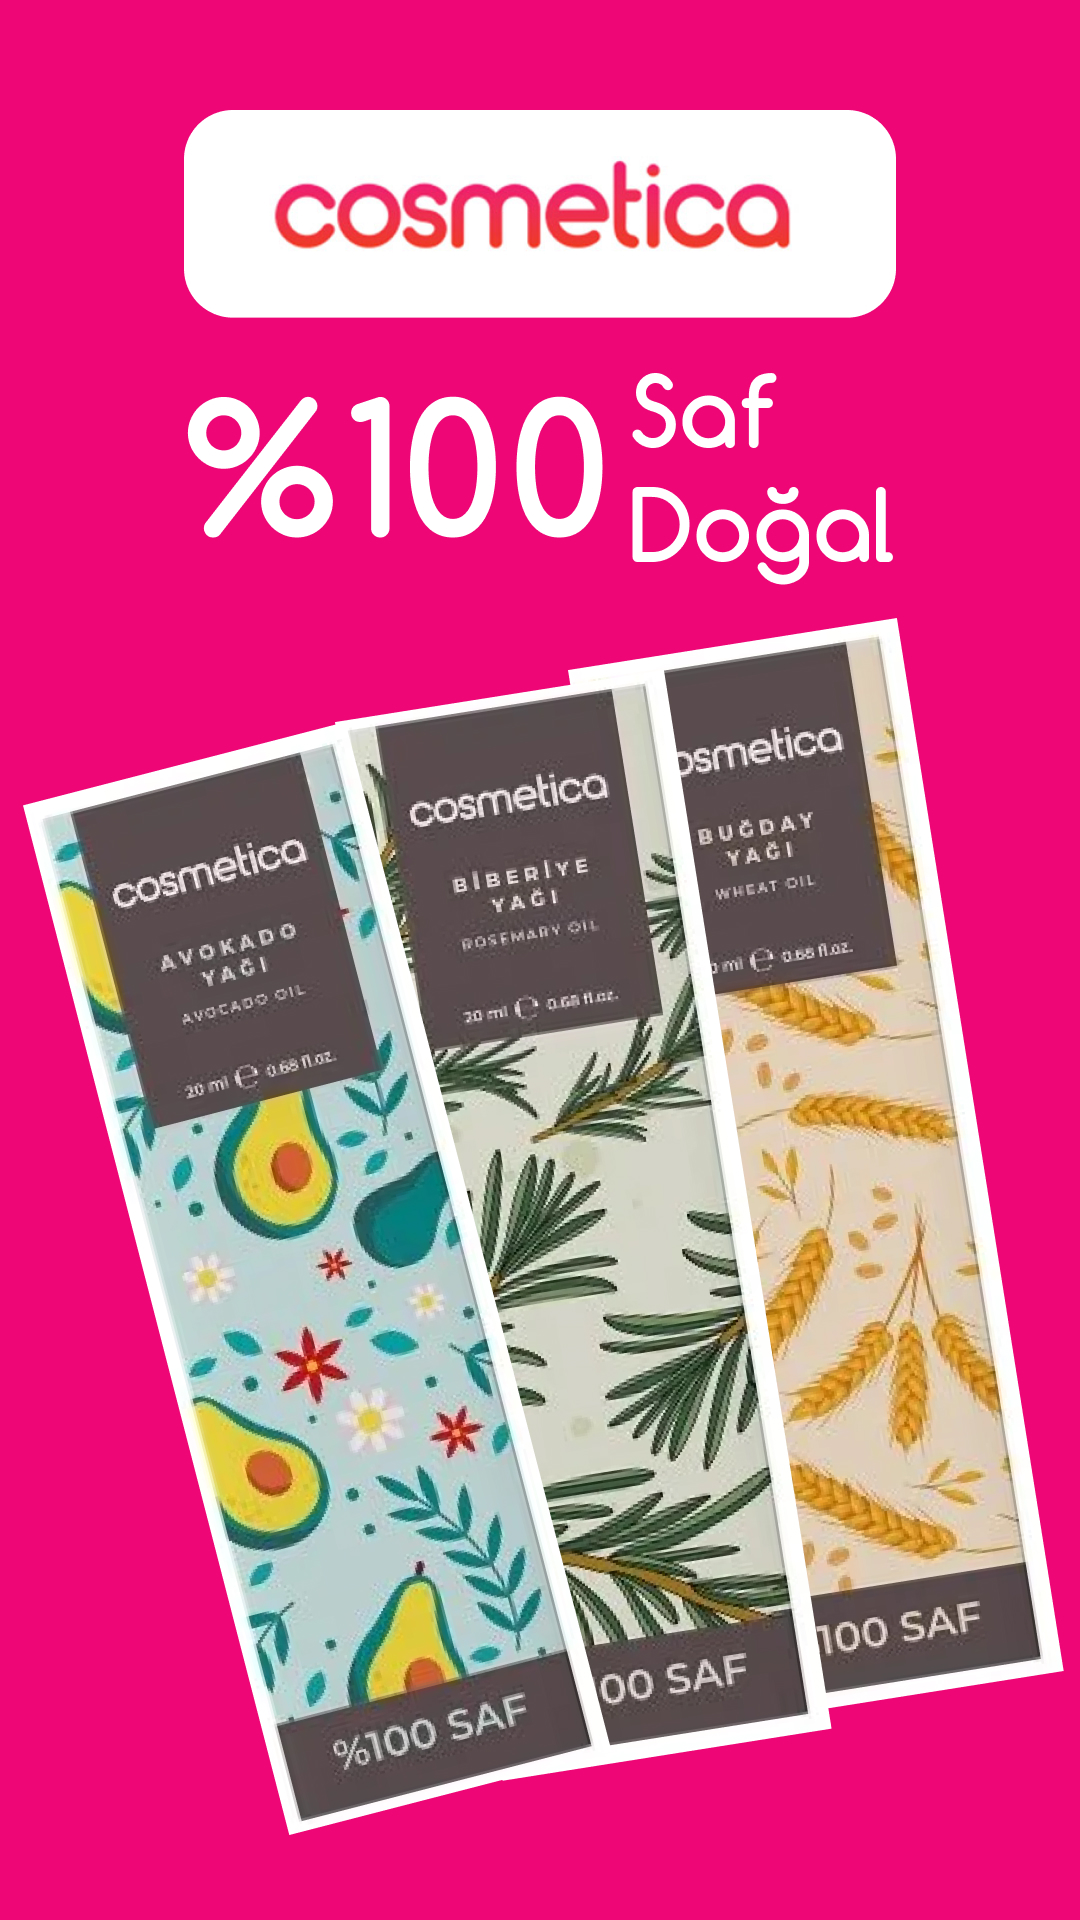 cosmetica
%100 Saf
Doğal
cosmetica
AVOKADO
YAĞI
AVOCADO OIL
20 ml ℮ 0.68 fl.oz.
%100 SAF
cosmetica
BİBERİYE
YAĞI
ROSEMARY OIL
20 ml ℮ 0.68 fl.oz.
00 SAF
osmetica
BUĞDAY
YAĞI
WHEAT OIL
0 ml ℮ 0.68 fl.oz.
100 SAF